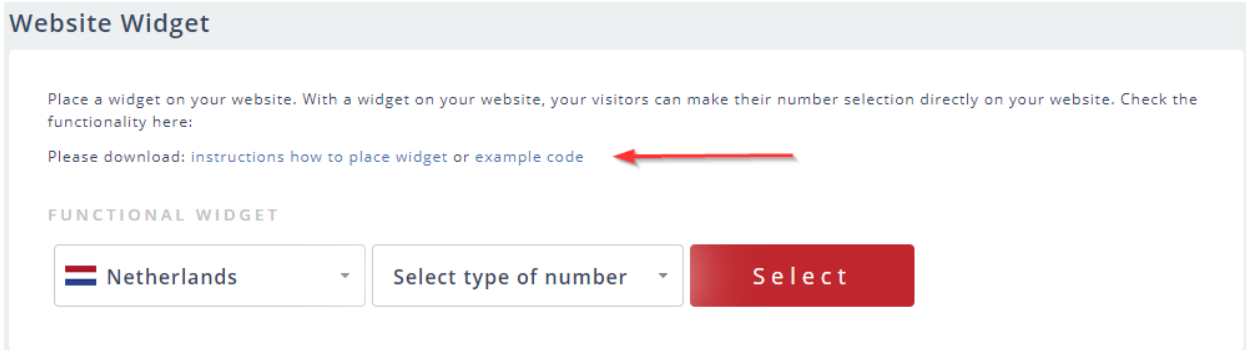 Website Widget
Place a widget on your website. With a widget on your website, your visitors can make their number selection directly on your website. Check the
functionality here:
Please download: instructions how to place widget or example code
FUNCTIONAL WIDGET
Netherlands
Select type of number
Select